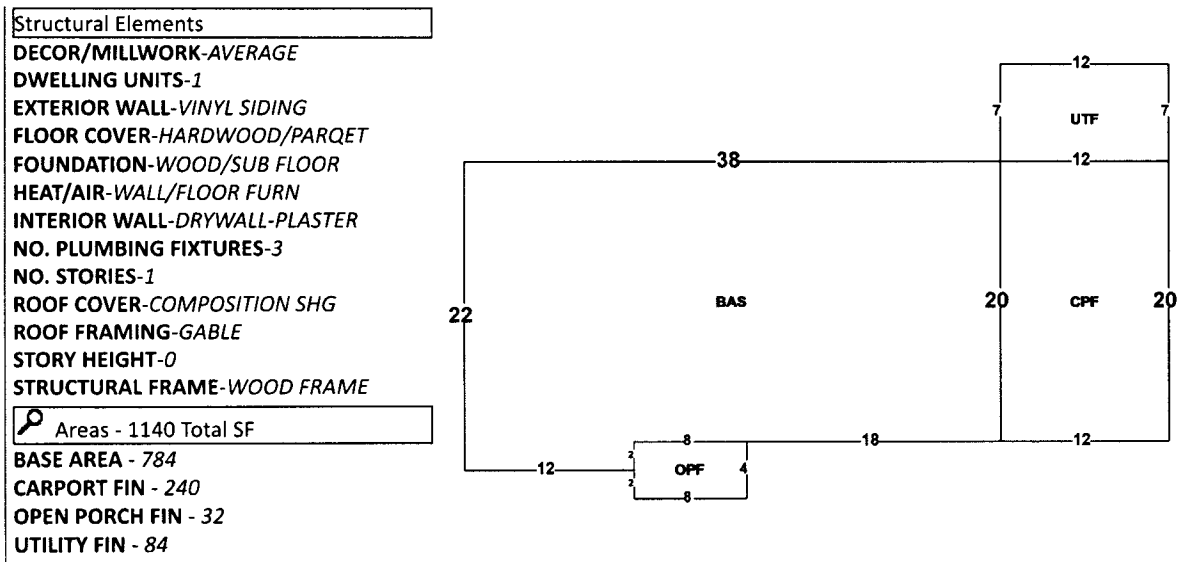 Structural Elements
DECOR/MILLWORK-AVERAGE
DWELLING UNITS-1
EXTERIOR WALL-VINYL SIDING
FLOOR COVER-HARDWOOD/PARQET
FOUNDATION-WOOD/SUB FLOOR
HEAT/AIR-WALL/FLOOR FURN
INTERIOR WALL-DRYWALL-PLASTER
NO. PLUMBING FIXTURES-3
NO. STORIES-1
ROOF COVER-COMPOSITION SHG
ROOF FRAMING-GABLE
STORY HEIGHT-0
STRUCTURAL FRAME-WOOD FRAME
Areas - 1140 Total SF
BASE AREA - 784
CARPORT FIN - 240
OPEN PORCH FIN - 32
UTILITY FIN - 84
12
7 UTF 7
38 12
22 BAS 20 CPF 20
8 18 12
2
12 OPF 4
2
8